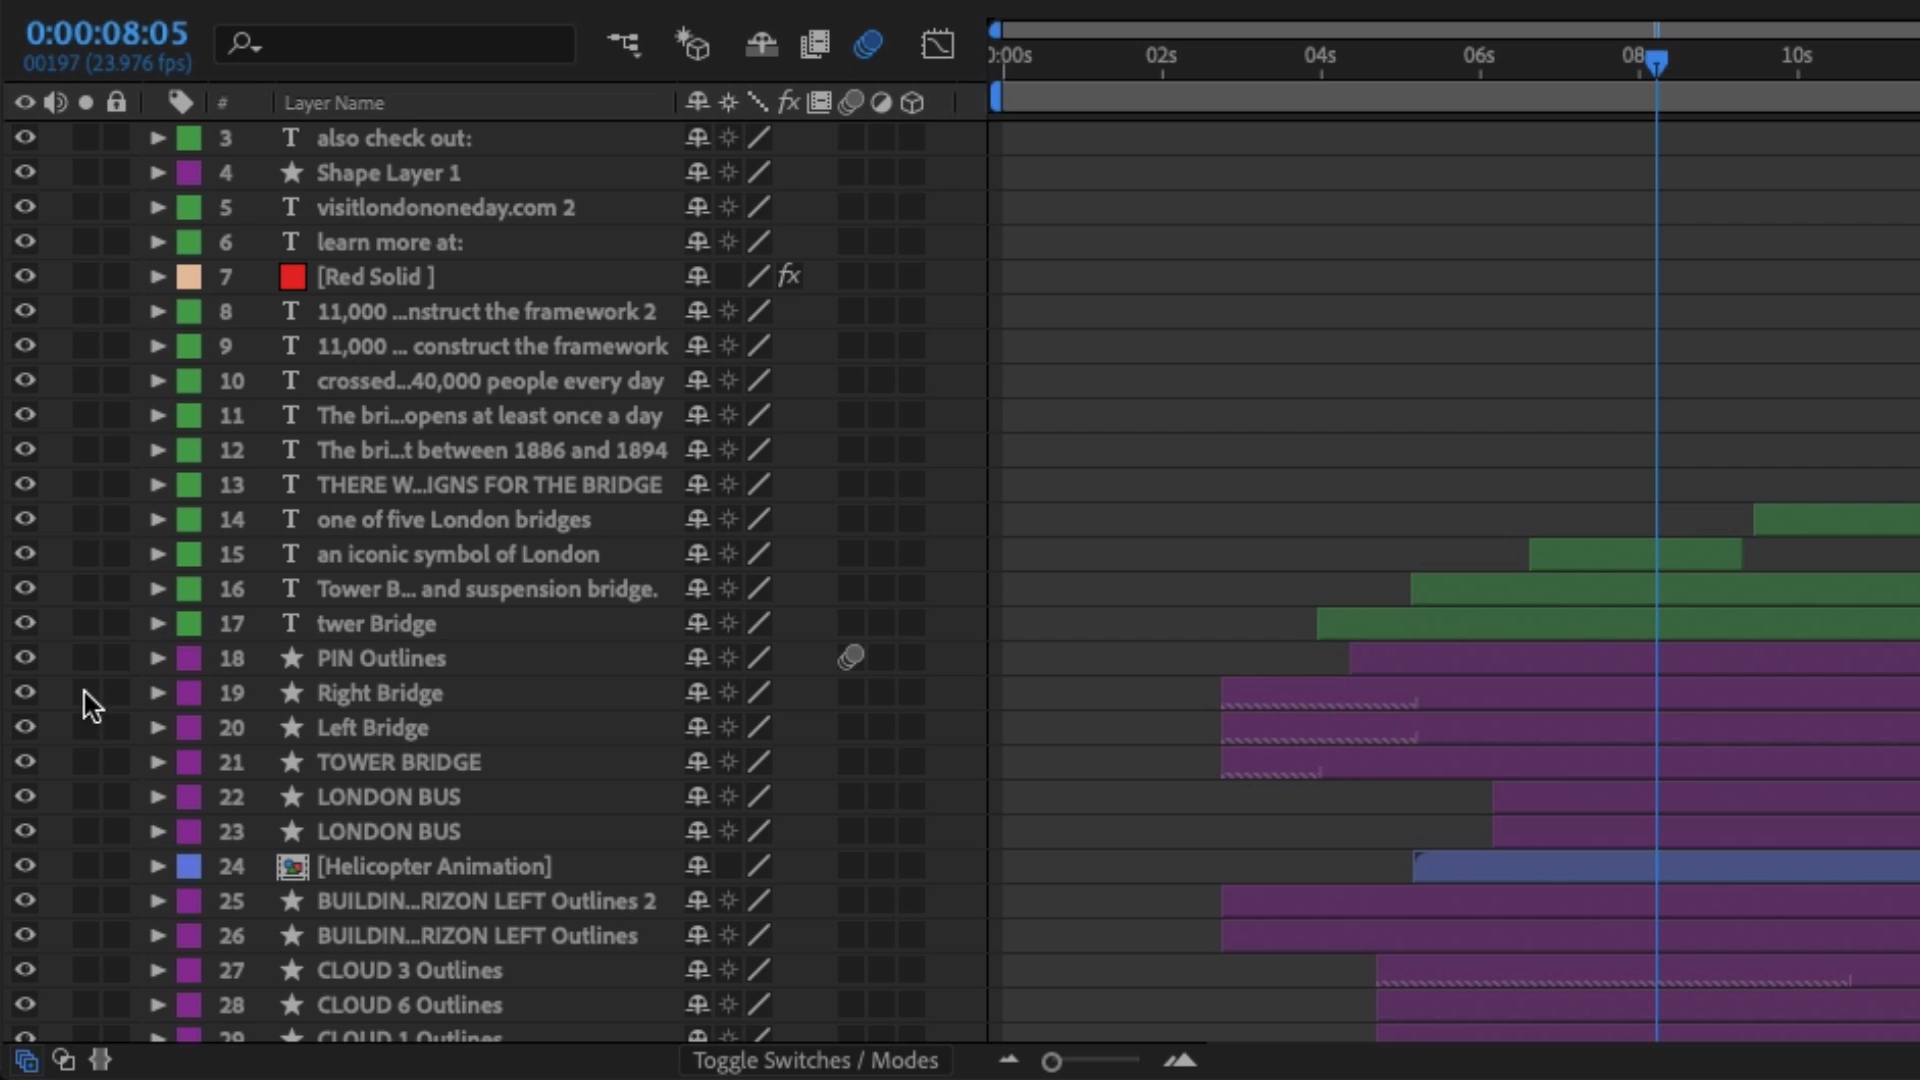 0:00:08:05
00197 (23.976 fps)
0:00s 02s 04s 06s 08 10s
# Layer Name fx
3 T also check out:
4 Shape Layer 1
5 T visitlondononeday.com 2
6 T learn more at:
7 [Red Solid ] fx
8 T 11,000 ...nstruct the framework 2
9 T 11,000 ... construct the framework
10 T crossed...40,000 people every day
11 T The bri...opens at least once a day
12 T The bri...t between 1886 and 1894
13 T THERE W...IGNS FOR THE BRIDGE
14 T one of five London bridges
15 T an iconic symbol of London
16 T Tower B... and suspension bridge.
17 T twer Bridge
18 PIN Outlines
19 Right Bridge
20 Left Bridge
21 TOWER BRIDGE
22 LONDON BUS
23 LONDON BUS
24 [Helicopter Animation]
25 BUILDIN...RIZON LEFT Outlines 2
26 BUILDIN...RIZON LEFT Outlines
27 CLOUD 3 Outlines
28 CLOUD 6 Outlines
29 CLOUD 1 Outlines
Toggle Switches / Modes